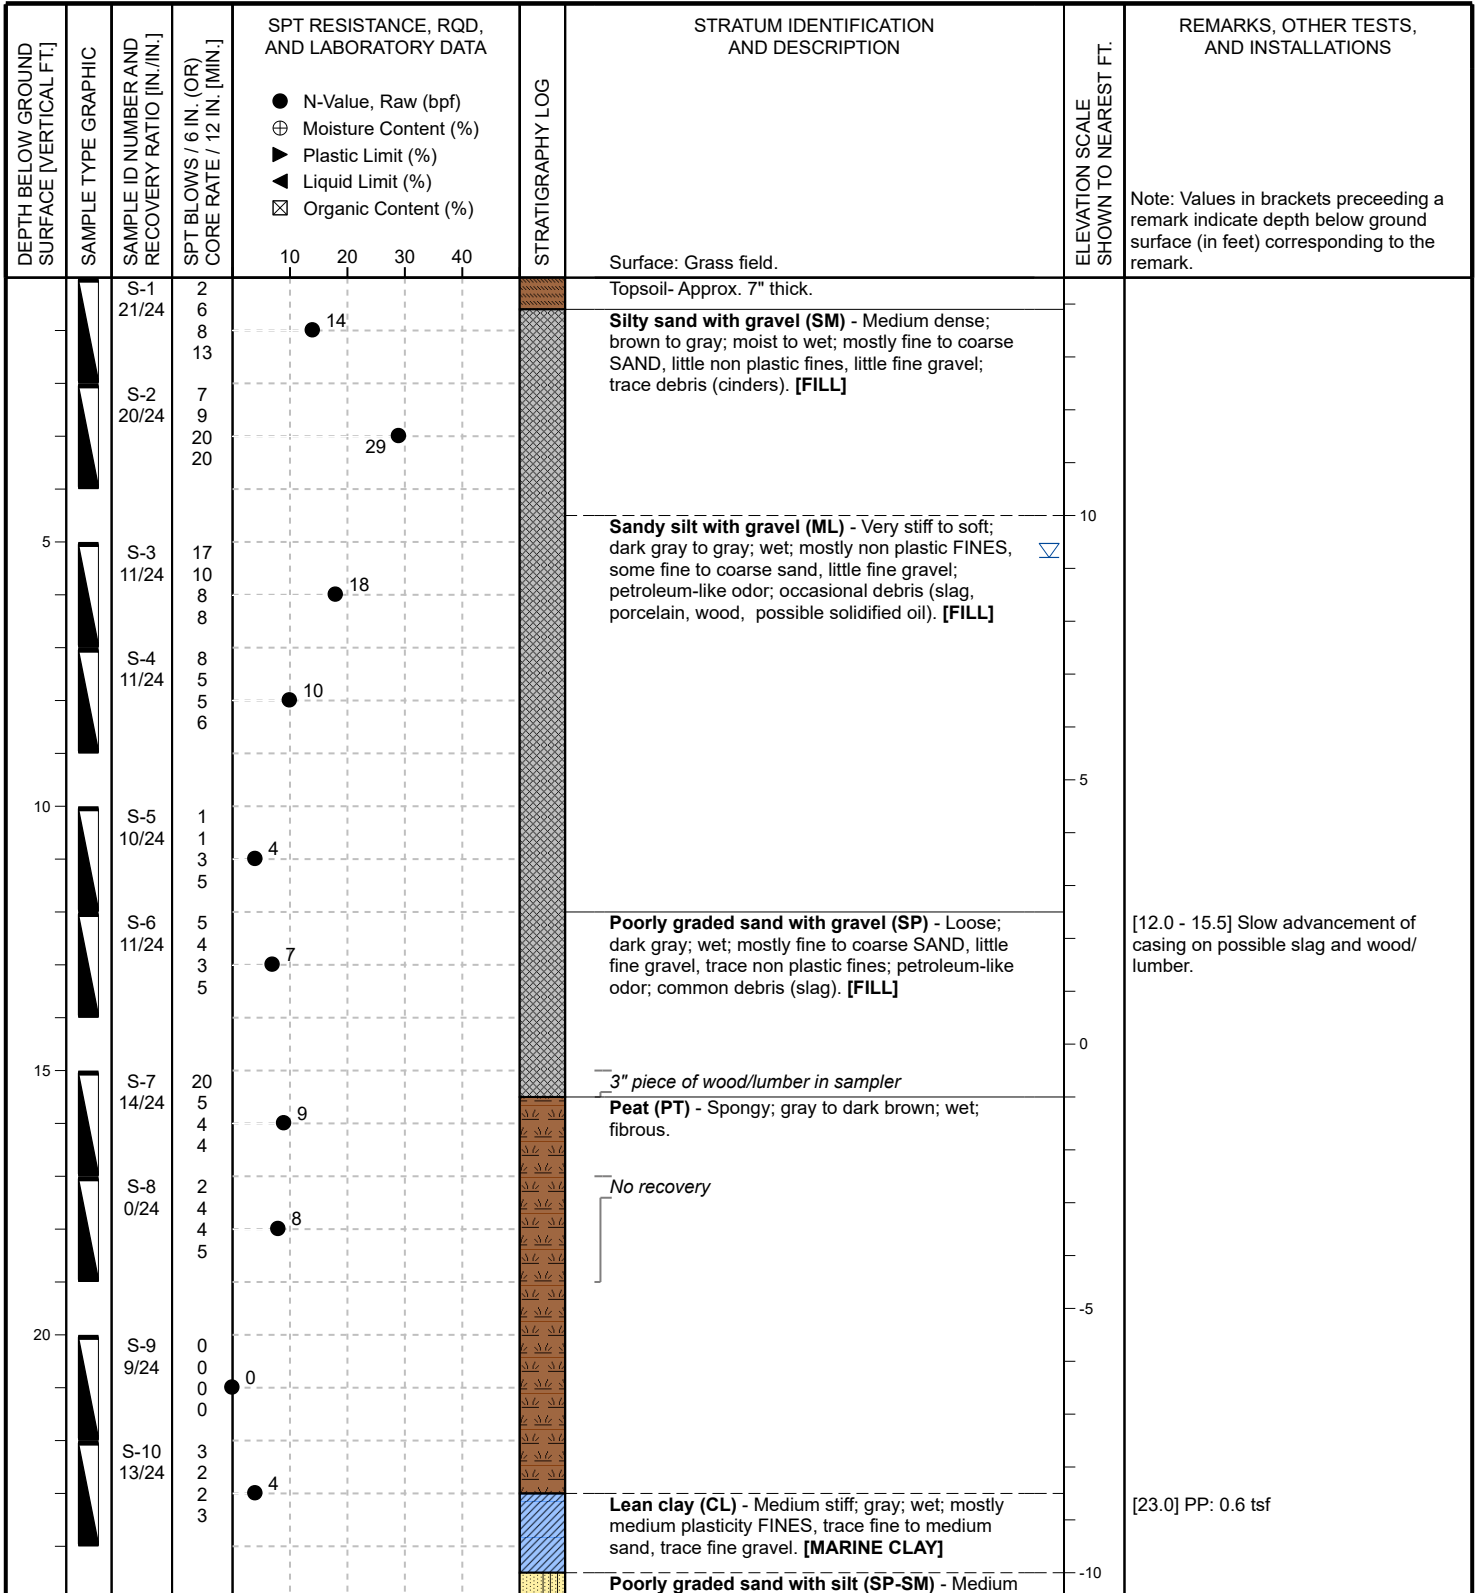 DEPTH BELOW GROUND
SURFACE [VERTICAL FT.]
SAMPLE TYPE GRAPHIC
SAMPLE ID NUMBER AND
RECOVERY RATIO [IN./IN.]
SPT BLOWS / 6 IN. (OR)
CORE RATE / 12 IN. [MIN.]
SPT RESISTANCE, RQD,
AND LABORATORY DATA
N-Value, Raw (bpf)
Moisture Content (%)
Plastic Limit (%)
Liquid Limit (%)
Organic Content (%)
10 20 30 40
STRATIGRAPHY LOG
STRATUM IDENTIFICATION
AND DESCRIPTION
Surface: Grass field.
ELEVATION SCALE
SHOWN TO NEAREST FT.
REMARKS, OTHER TESTS,
AND INSTALLATIONS
Note: Values in brackets preceeding a
remark indicate depth below ground
surface (in feet) corresponding to the
remark.
S-1
21/24
2
6
8
13
14
Topsoil- Approx. 7" thick.
Silty sand with gravel (SM) - Medium dense;
brown to gray; moist to wet; mostly fine to coarse
SAND, little non plastic fines, little fine gravel;
trace debris (cinders). [FILL]
S-2
20/24
7
9
20
20
29
10
Sandy silt with gravel (ML) - Very stiff to soft;
dark gray to gray; wet; mostly non plastic FINES,
some fine to coarse sand, little fine gravel;
petroleum-like odor; occasional debris (slag,
porcelain, wood, possible solidified oil). [FILL]
5
S-3
11/24
17
10
8
8
18
S-4
11/24
8
5
5
6
10
5
10
S-5
10/24
1
1
3
5
4
S-6
11/24
5
4
3
5
7
Poorly graded sand with gravel (SP) - Loose;
dark gray; wet; mostly fine to coarse SAND, little
fine gravel, trace non plastic fines; petroleum-like
odor; common debris (slag). [FILL]
[12.0 - 15.5] Slow advancement of
casing on possible slag and wood/
lumber.
0
15
S-7
14/24
20
5
4
4
9
3" piece of wood/lumber in sampler
Peat (PT) - Spongy; gray to dark brown; wet;
fibrous.
S-8
0/24
2
4
4
5
8
No recovery
-5
20
S-9
9/24
0
0
0
0
0
S-10
13/24
3
2
2
3
4
Lean clay (CL) - Medium stiff; gray; wet; mostly
medium plasticity FINES, trace fine to medium
sand, trace fine gravel. [MARINE CLAY]
[23.0] PP: 0.6 tsf
-10
Poorly graded sand with silt (SP-SM) - Medium